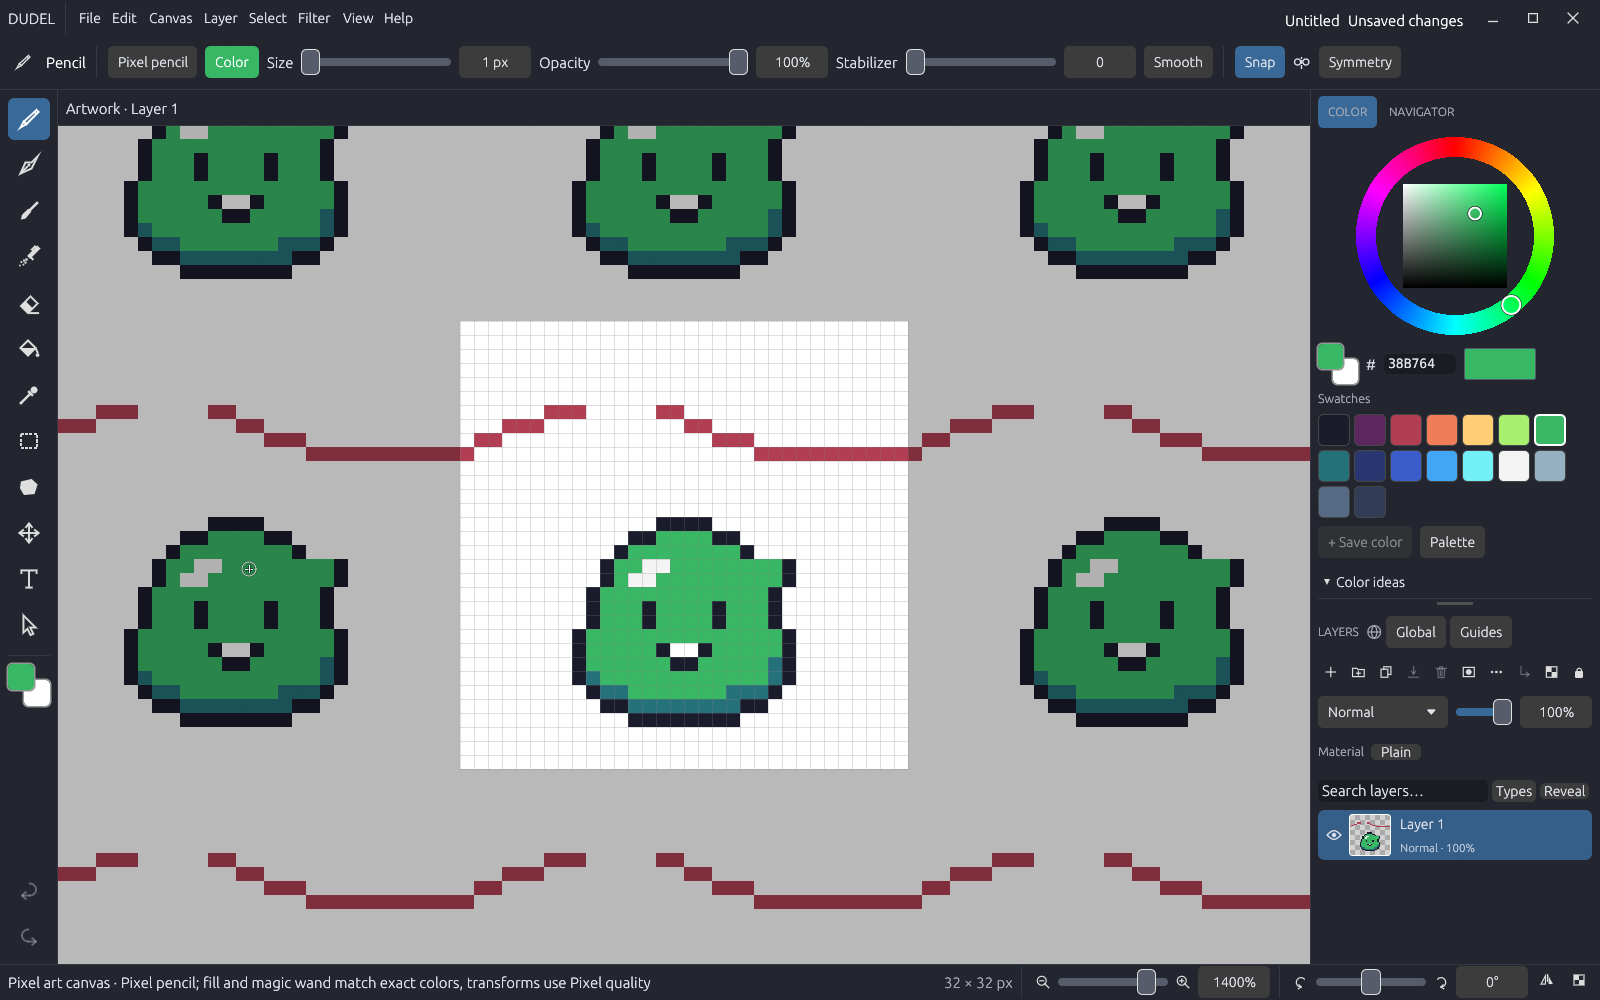 DUDEL File Edit Canvas Layer Select Filter View Help Untitled Unsaved changes
Pencil Pixel pencil Color Size 1 px Opacity 100% Stabilizer 0 Smooth Snap Symmetry
Artwork · Layer 1
COLOR NAVIGATOR
# 38B764
Swatches
+ Save color Palette
Color ideas
LAYERS Global Guides
Normal 100%
Material Plain
Search layers… Types Reveal
Layer 1
Normal · 100%
Pixel art canvas · Pixel pencil; fill and magic wand match exact colors, transforms use Pixel quality 32 × 32 px 1400% 0°